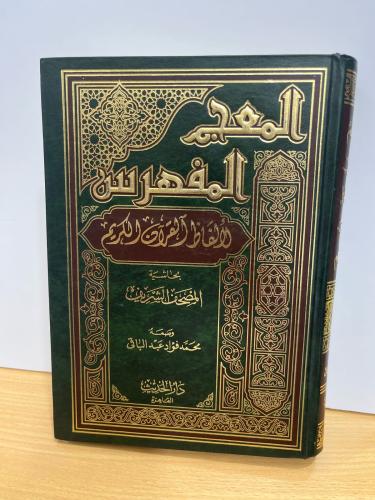 المعجم
المفهرس
لألفاظ القرآن الكريم
بحاشية
المصحف الشريف
وضعه
محمد فؤاد عبد الباقي
دار الحديث
القاهرة